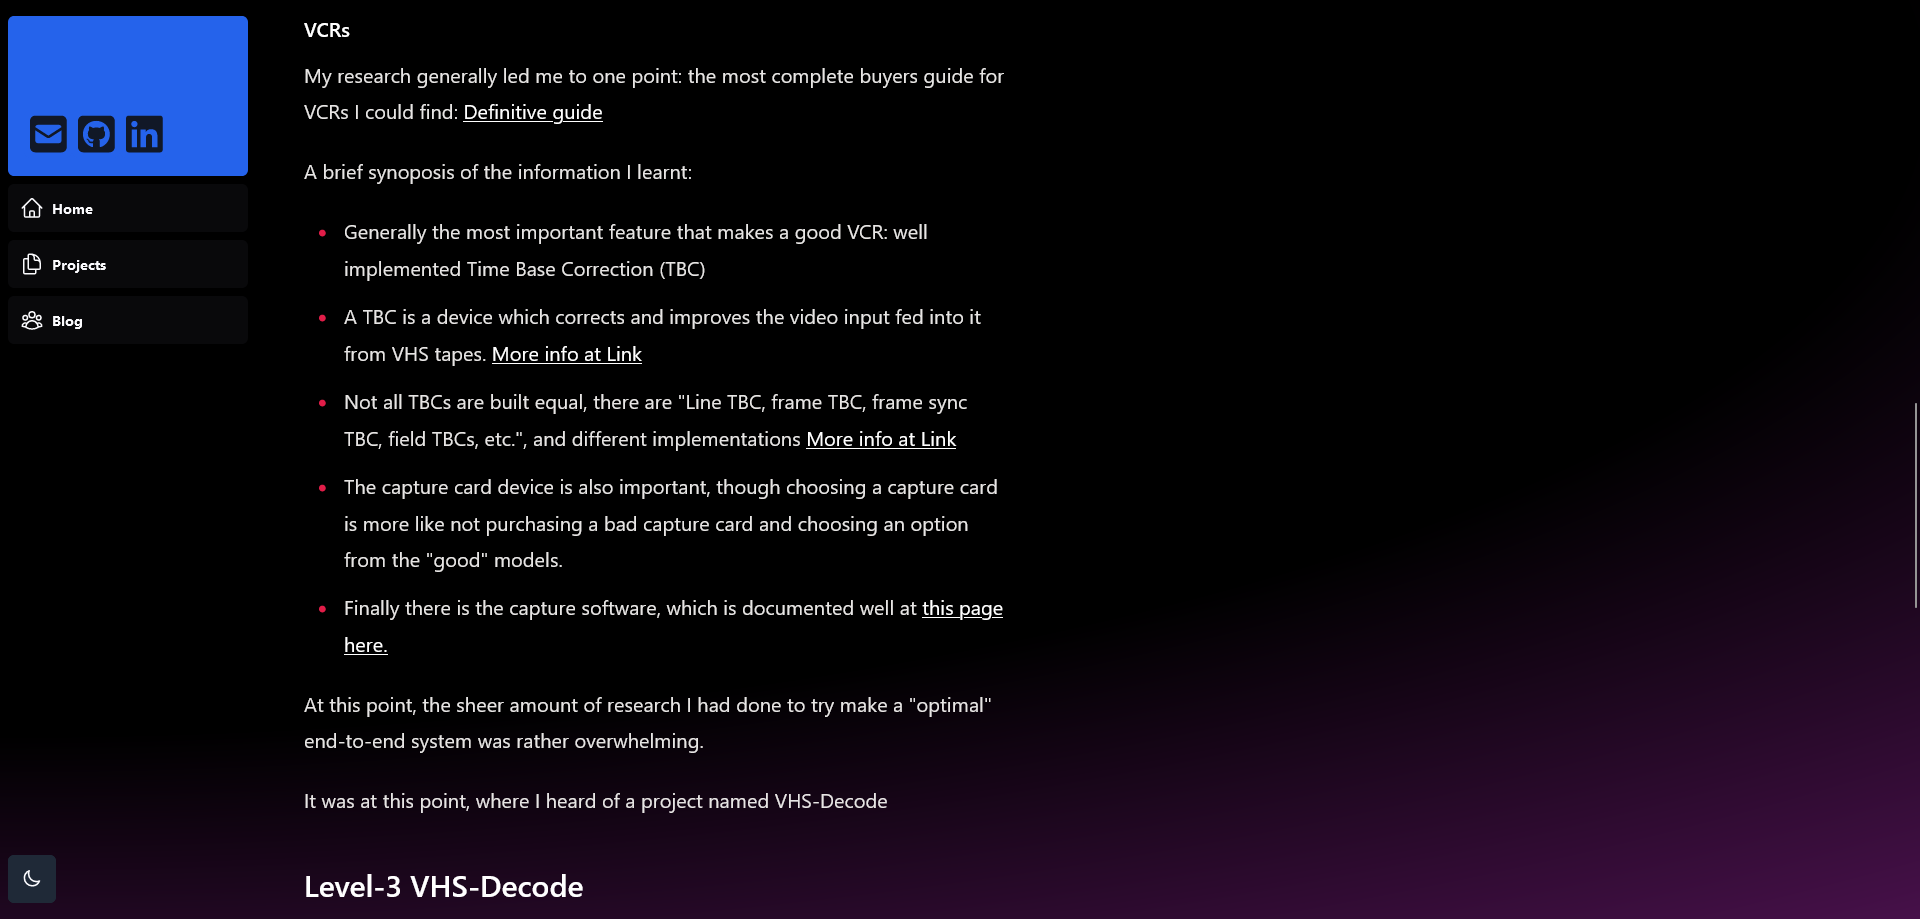 Home
Projects
Blog
VCRs
My research generally led me to one point: the most complete buyers guide for
VCRs I could find: Definitive guide
A brief synoposis of the information I learnt:
Generally the most important feature that makes a good VCR: well
implemented Time Base Correction (TBC)
A TBC is a device which corrects and improves the video input fed into it
from VHS tapes. More info at Link
Not all TBCs are built equal, there are "Line TBC, frame TBC, frame sync
TBC, field TBCs, etc.", and different implementations More info at Link
The capture card device is also important, though choosing a capture card
is more like not purchasing a bad capture card and choosing an option
from the "good" models.
Finally there is the capture software, which is documented well at this page
here.
At this point, the sheer amount of research I had done to try make a "optimal"
end-to-end system was rather overwhelming.
It was at this point, where I heard of a project named VHS-Decode
Level-3 VHS-Decode